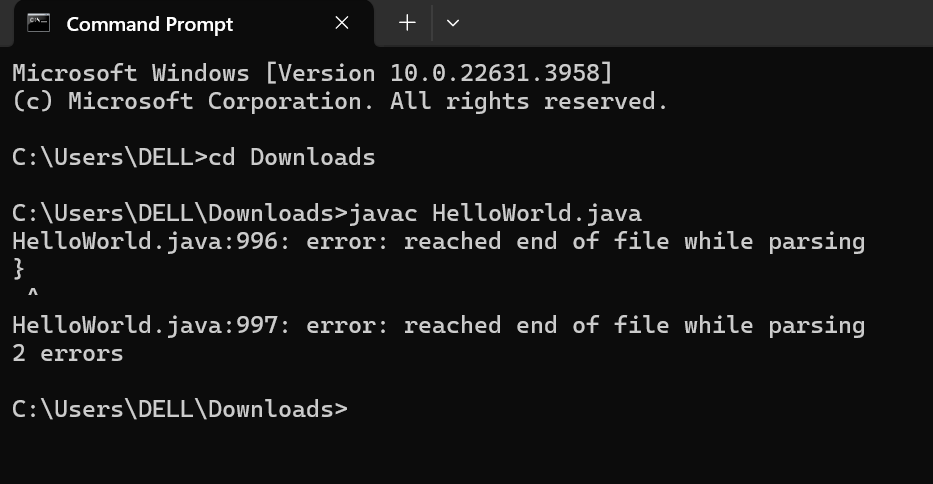 Command Prompt
Microsoft Windows [Version 10.0.22631.3958]
(c) Microsoft Corporation. All rights reserved.
C:\Users\DELL>cd Downloads
C:\Users\DELL\Downloads>javac HelloWorld.java
HelloWorld.java:996: error: reached end of file while parsing
}
^
HelloWorld.java:997: error: reached end of file while parsing
2 errors
C:\Users\DELL\Downloads>